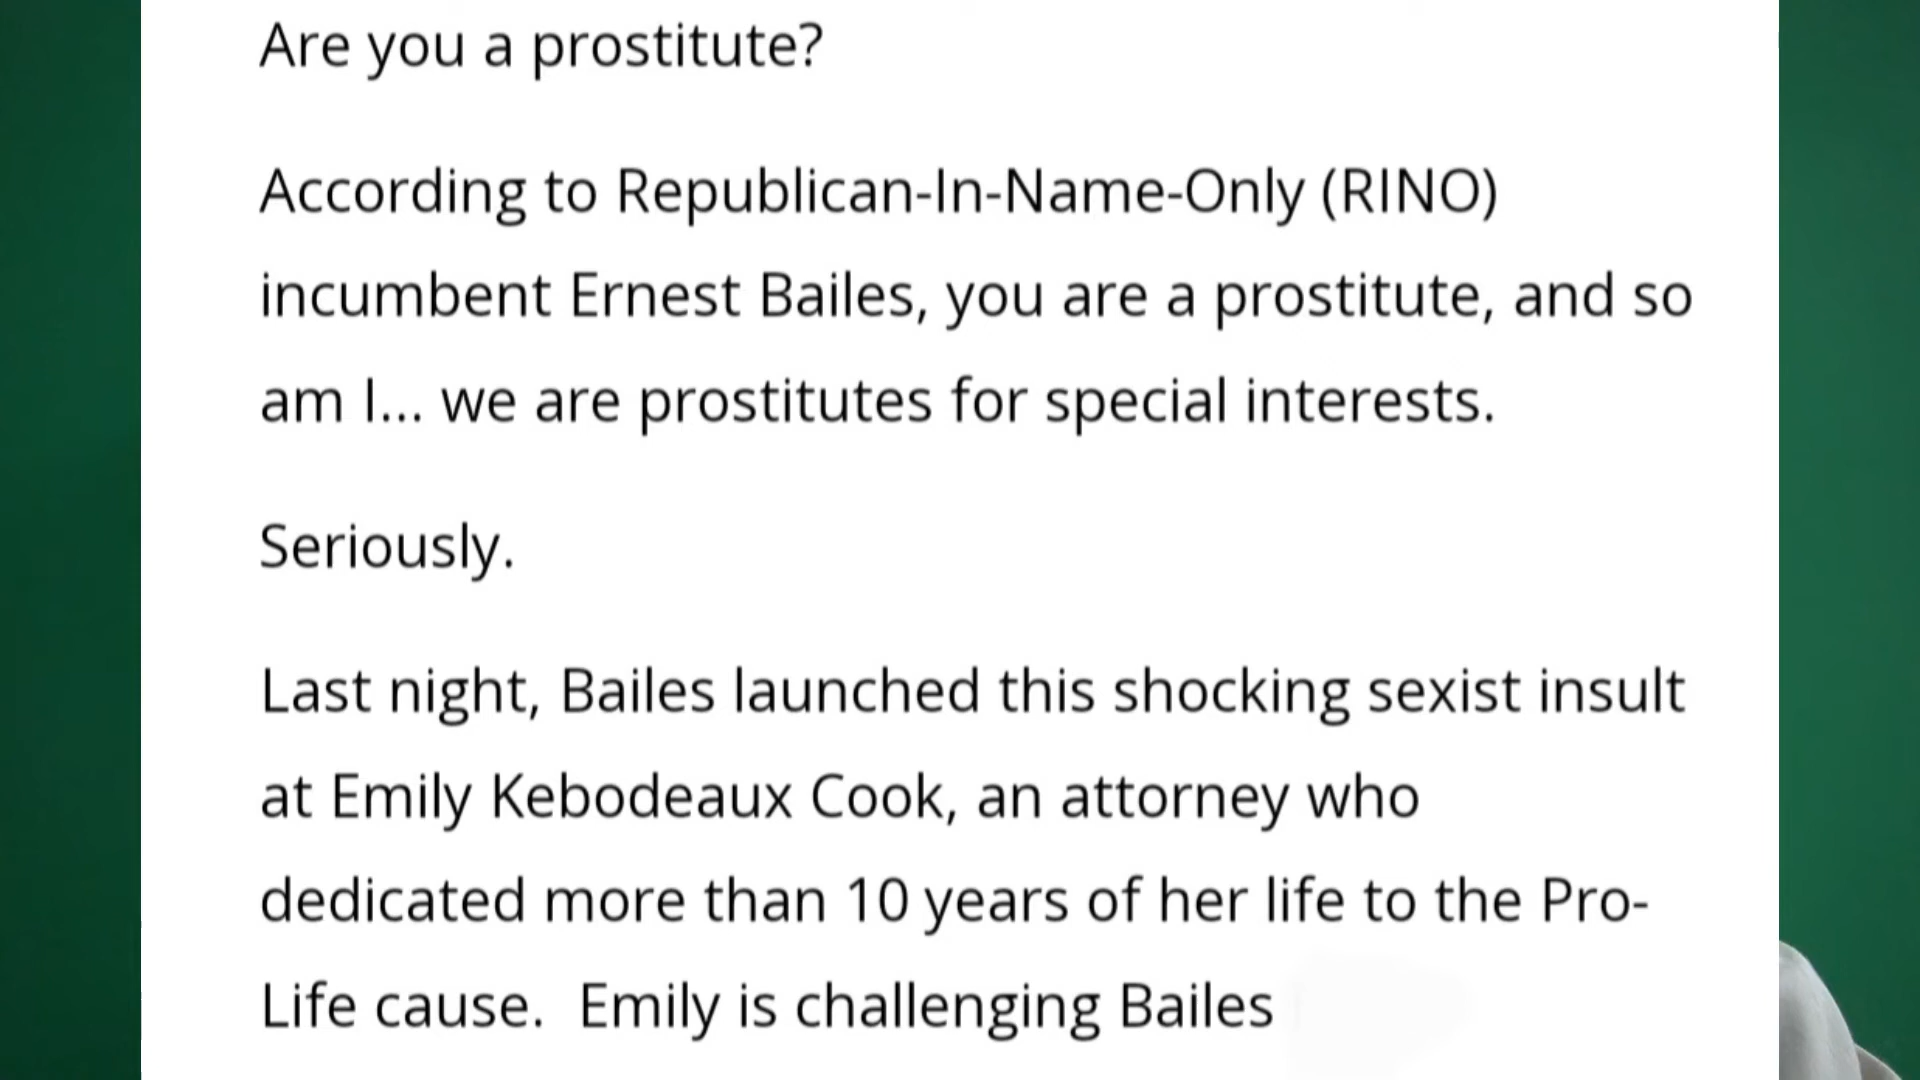 Are you a prostitute?
According to Republican-In-Name-Only (RINO)
incumbent Ernest Bailes, you are a prostitute, and so
am I... we are prostitutes for special interests.
Seriously.
Last night, Bailes launched this shocking sexist insult
at Emily Kebodeaux Cook, an attorney who
dedicated more than 10 years of her life to the Pro-
Life cause.  Emily is challenging Bailes